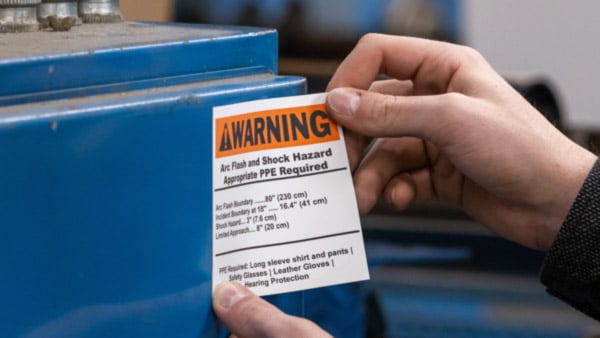 WARNING
Arc Flash and Shock Hazard
Appropriate PPE Required
Arc Flash Boundary ......80" (230 cm)
Incident Boundary at 18" ..... 16.4" (41 cm)
Shock Hazard... 3" (7.6 cm)
Limited Approach.... 8" (20 cm)
PPE Required: Long sleeve shirt and pants |
Safety Glasses | Leather Gloves |
Hearing Protection